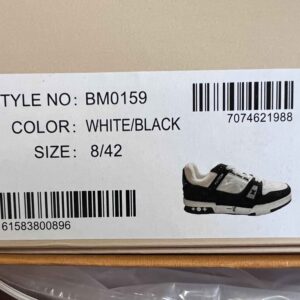 TYLE NO: BM0159
COLOR: WHITE/BLACK
SIZE: 8/42
7074621988
61583800896